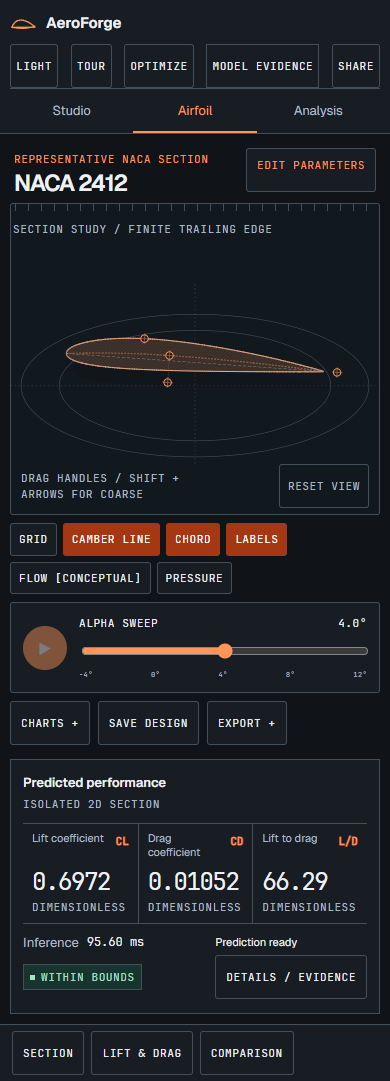 AeroForge
LIGHT TOUR OPTIMIZE MODEL EVIDENCE SHARE
Studio Airfoil Analysis
REPRESENTATIVE NACA SECTION
EDIT PARAMETERS
NACA 2412
SECTION STUDY / FINITE TRAILING EDGE
DRAG HANDLES / SHIFT +
ARROWS FOR COARSE
RESET VIEW
GRID CAMBER LINE CHORD LABELS
FLOW [CONCEPTUAL] PRESSURE
ALPHA SWEEP 4.0°
-4° 0° 4° 8° 12°
CHARTS + SAVE DESIGN EXPORT +
Predicted performance
ISOLATED 2D SECTION
Lift coefficient CL
Drag coefficient CD
Lift to drag L/D
0.6972 0.01052 66.29
DIMENSIONLESS DIMENSIONLESS DIMENSIONLESS
Inference 95.60 ms
Prediction ready
WITHIN BOUNDS
DETAILS / EVIDENCE
SECTION LIFT & DRAG COMPARISON